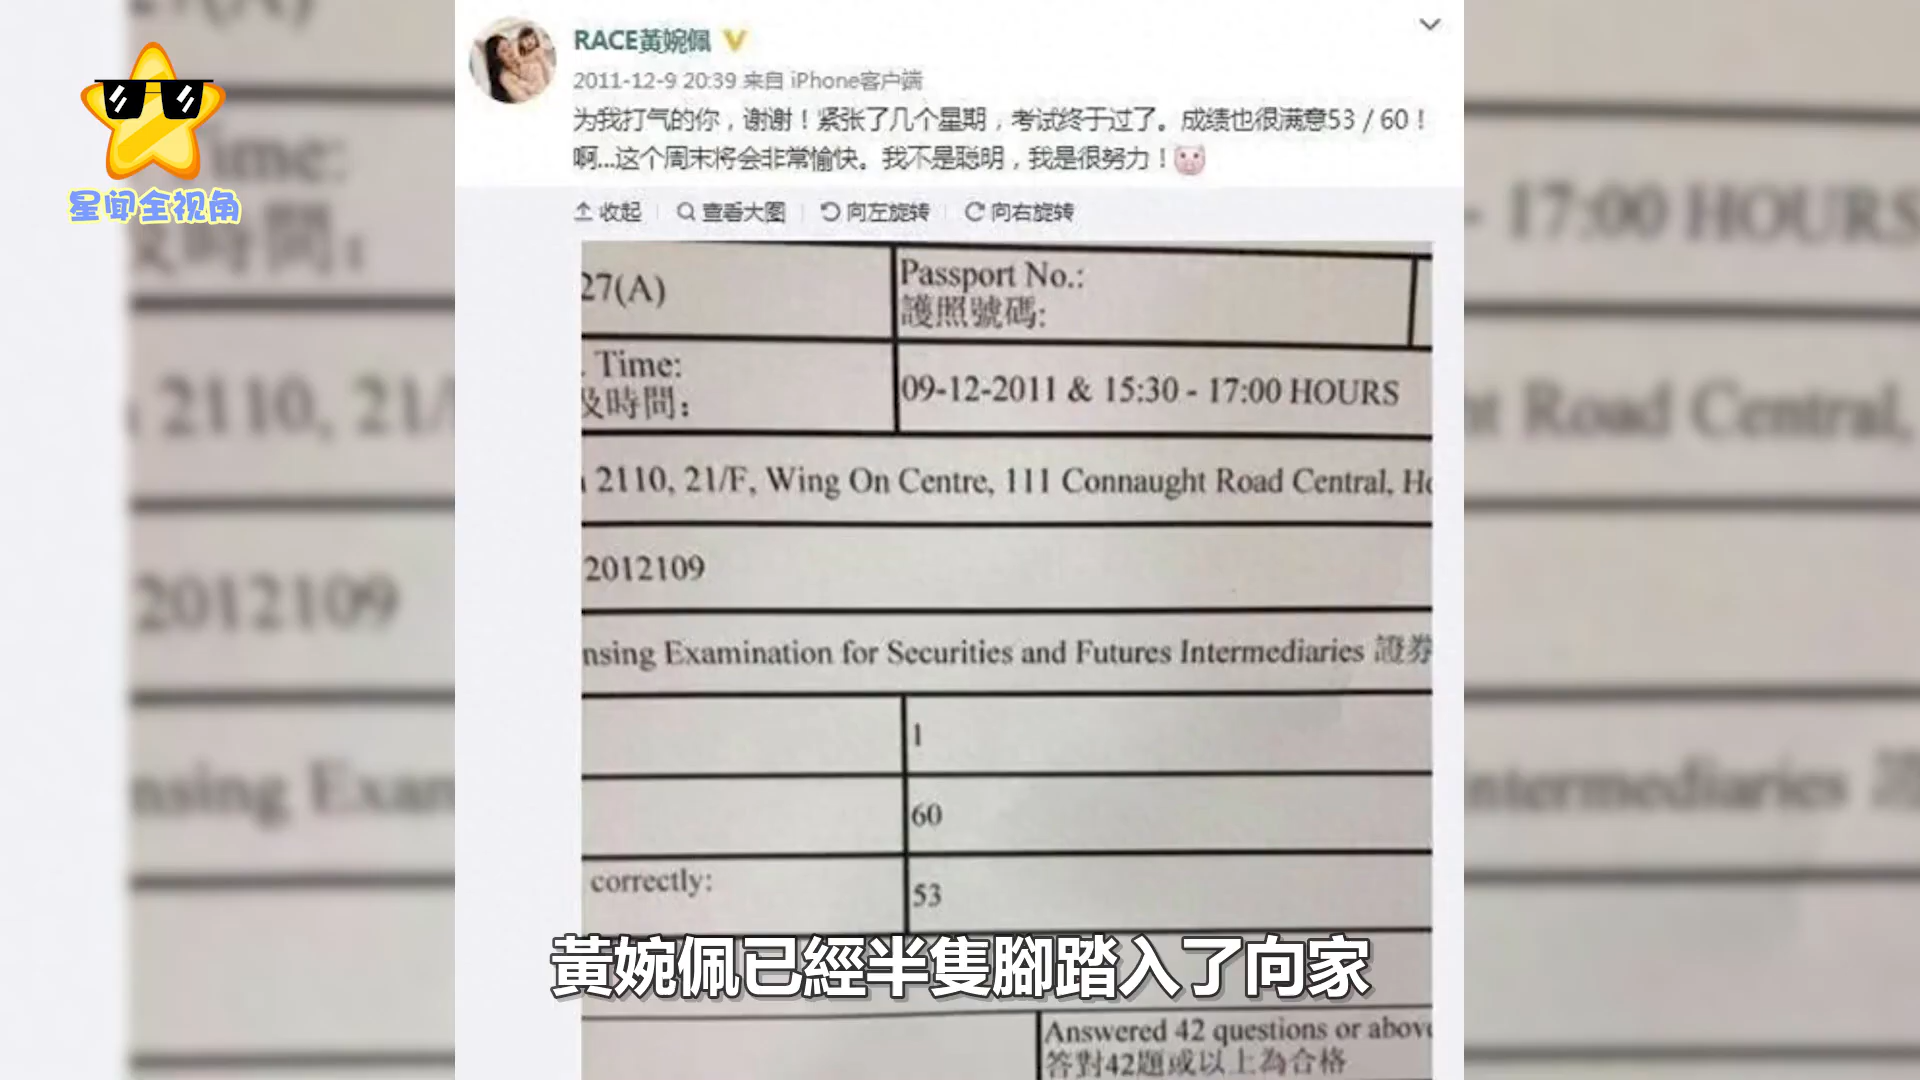 RACE黃婉佩
2011-12-9 20:39 来自 iPhone客户端
为我打气的你，谢谢！紧张了几个星期，考试终于过了。成绩也很满意53 / 60！
啊...这个周末将会非常愉快。我不是聪明，我是很努力！
收起 查看大图 向左旋转 向右旋转
星闻全视角
27(A)
Passport No.:
護照號碼:
Time:
及時間：
09-12-2011 & 15:30 - 17:00 HOURS
2110, 21/F, Wing On Centre, 111 Connaught Road Central,
2012109
nsing Examination for Securities and Futures Intermediaries 證券
1
60
correctly:
53
黃婉佩已經半隻腳踏入了向家
Answered 42 questions or above
答對42題或以上為合格